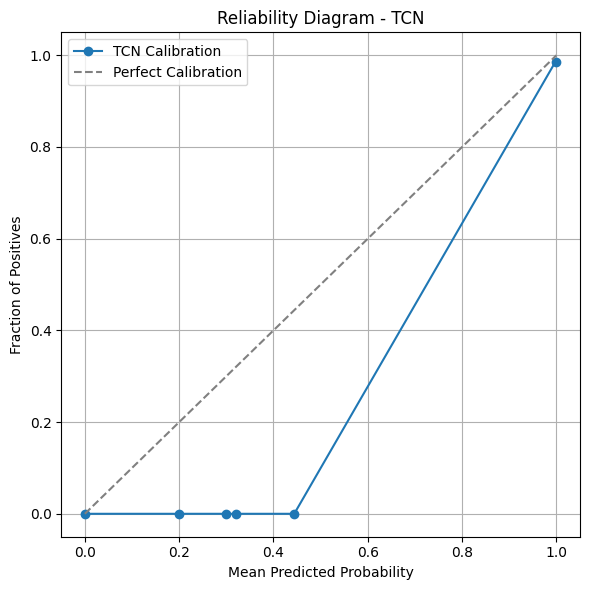 Reliability Diagram - TCN
TCN Calibration
Perfect Calibration
Fraction of Positives
1.0
0.8
0.6
0.4
0.2
0.0
0.0 0.2 0.4 0.6 0.8 1.0
Mean Predicted Probability